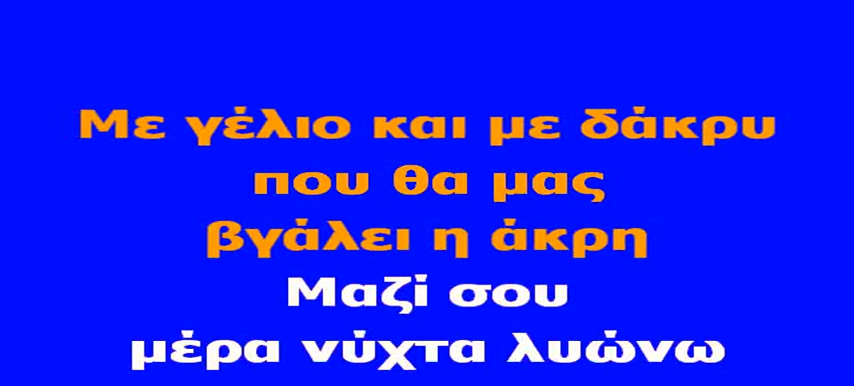 Με γέλιο και με δάκρυ
που θα μας
βγάλει η άκρη
Μαζί σου
μέρα νύχτα λυώνω